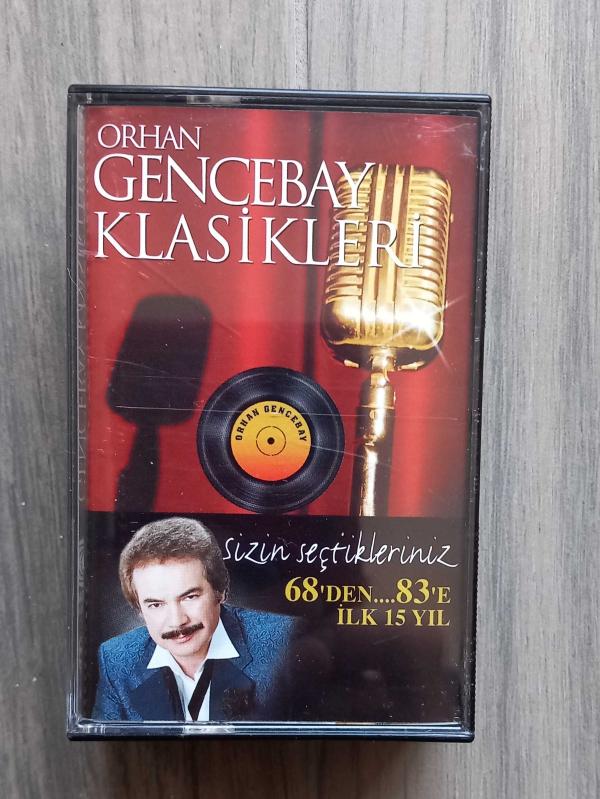 ORHAN
GENCEBAY
KLASİKLERİ
ORHAN GENCEBAY
sizin seçtikleriniz
68'DEN....83'E
İLK 15 YIL